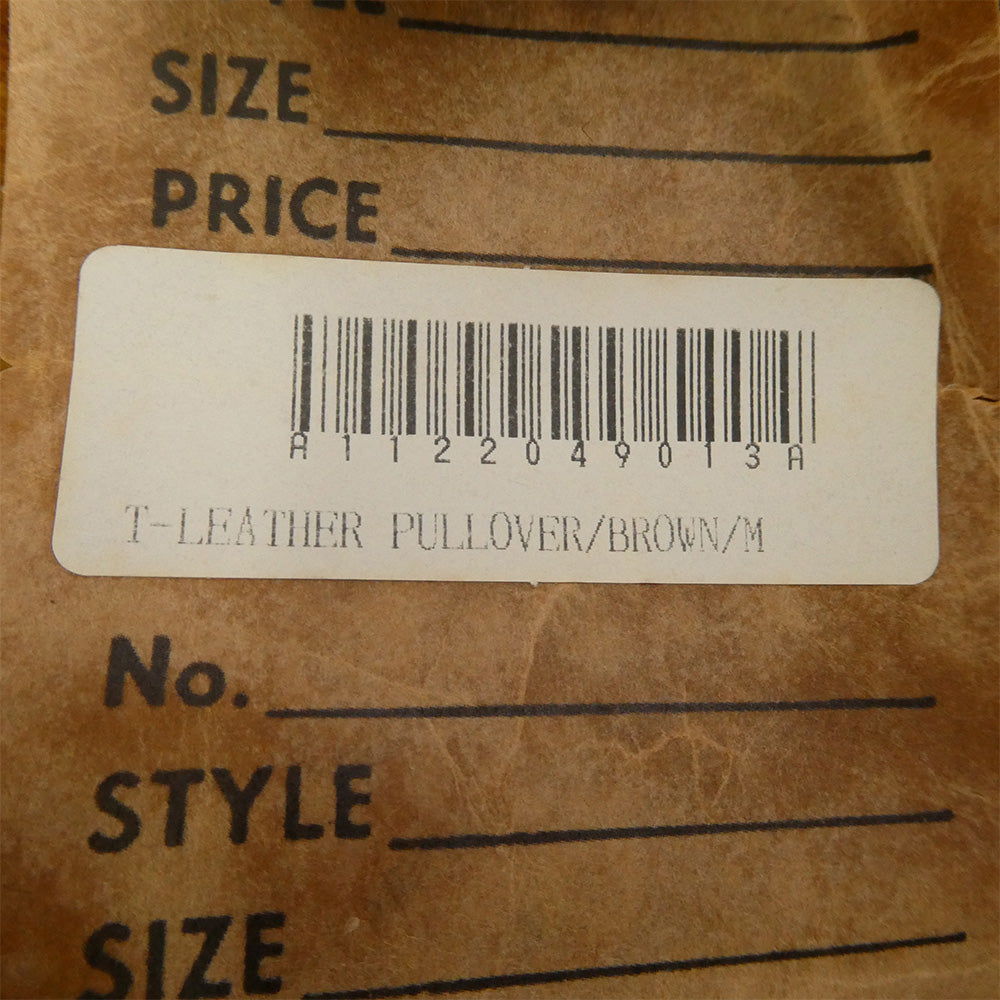 SIZE
PRICE
A1122049013A
T-LEATHER PULLOVER/BROWN/M
No.
STYLE
SIZE